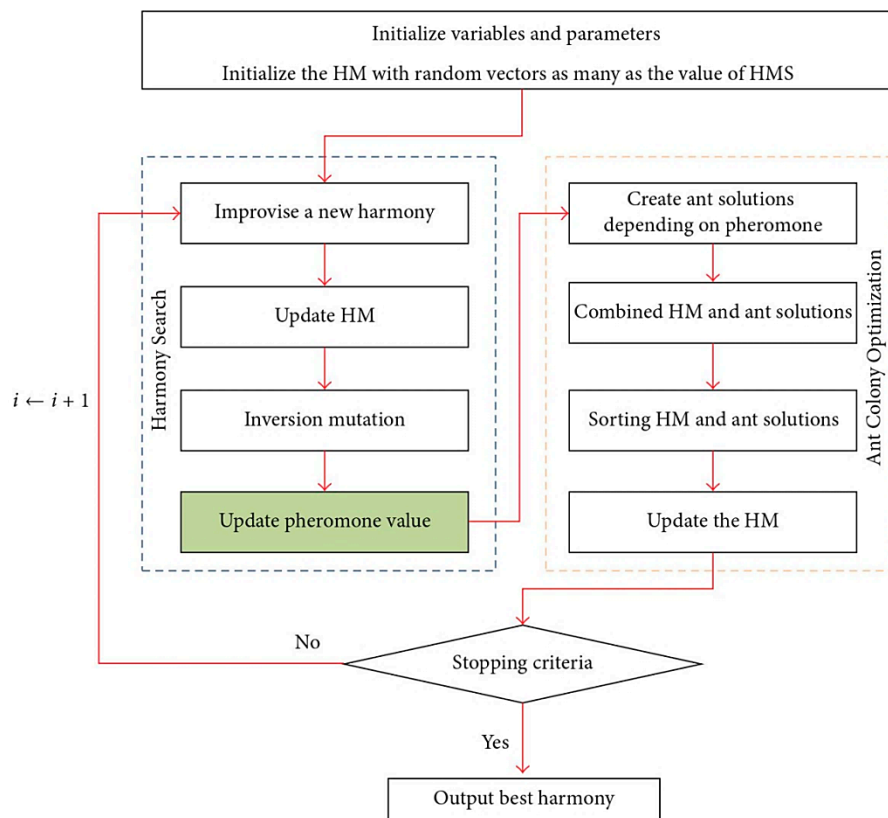 Initialize variables and parameters
Initialize the HM with random vectors as many as the value of HMS
Harmony Search
Improvise a new harmony
Update HM
Inversion mutation
Update pheromone value
Create ant solutions
depending on pheromone
Combined HM and ant solutions
Sorting HM and ant solutions
Update the HM
Ant Colony Optimization
i ← i + 1
No
Stopping criteria
Yes
Output best harmony